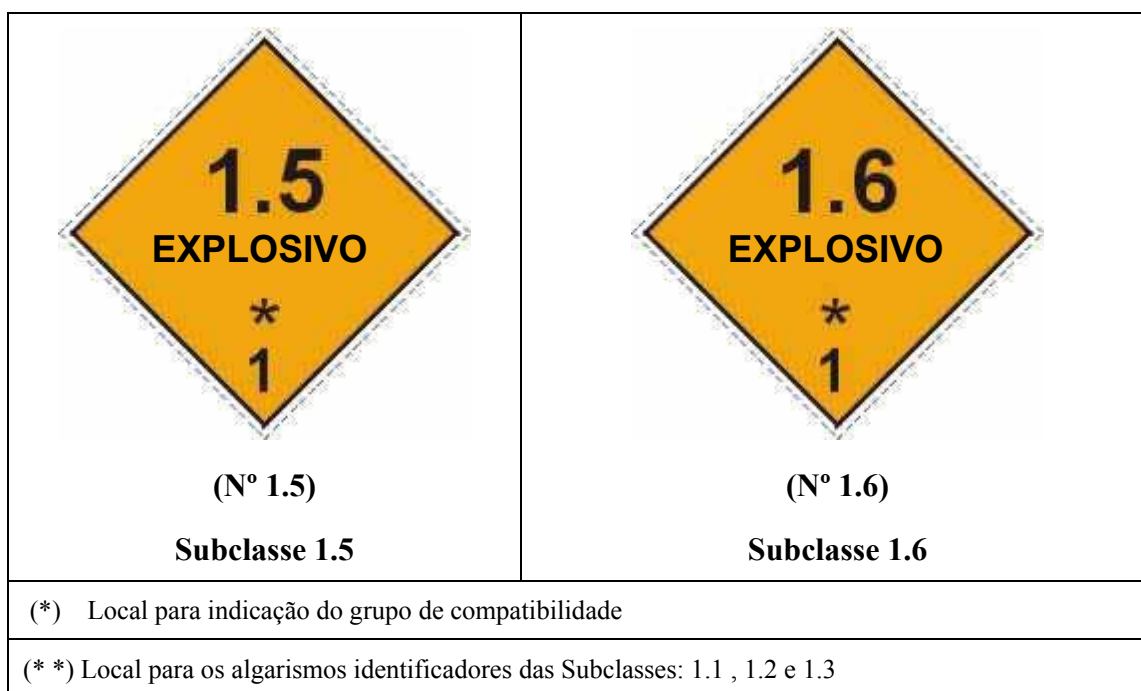 1.5
EXPLOSIVO
*
1
(Nº 1.5)
Subclasse 1.5
1.6
EXPLOSIVO
*
1
(Nº 1.6)
Subclasse 1.6
(*) Local para indicação do grupo de compatibilidade
(* *) Local para os algarismos identificadores das Subclasses: 1.1 , 1.2 e 1.3